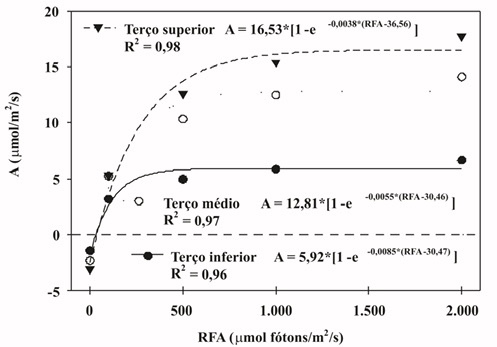 Terço superior A = 16,53*[1-e -0,0038*(RFA-36,56)]
R2 = 0,98
20
15
10
5
0
-5
A (μmol/m2/s)
Terço médio A = 12,81*[1-e -0,0055*(RFA-30,46)]
R2 = 0,97
Terço inferior A = 5,92*[1-e -0,0085*(RFA-30,47)]
R2 = 0,96
0 500 1.000 1.500 2.000
RFA (μmol fótons/m2/s)